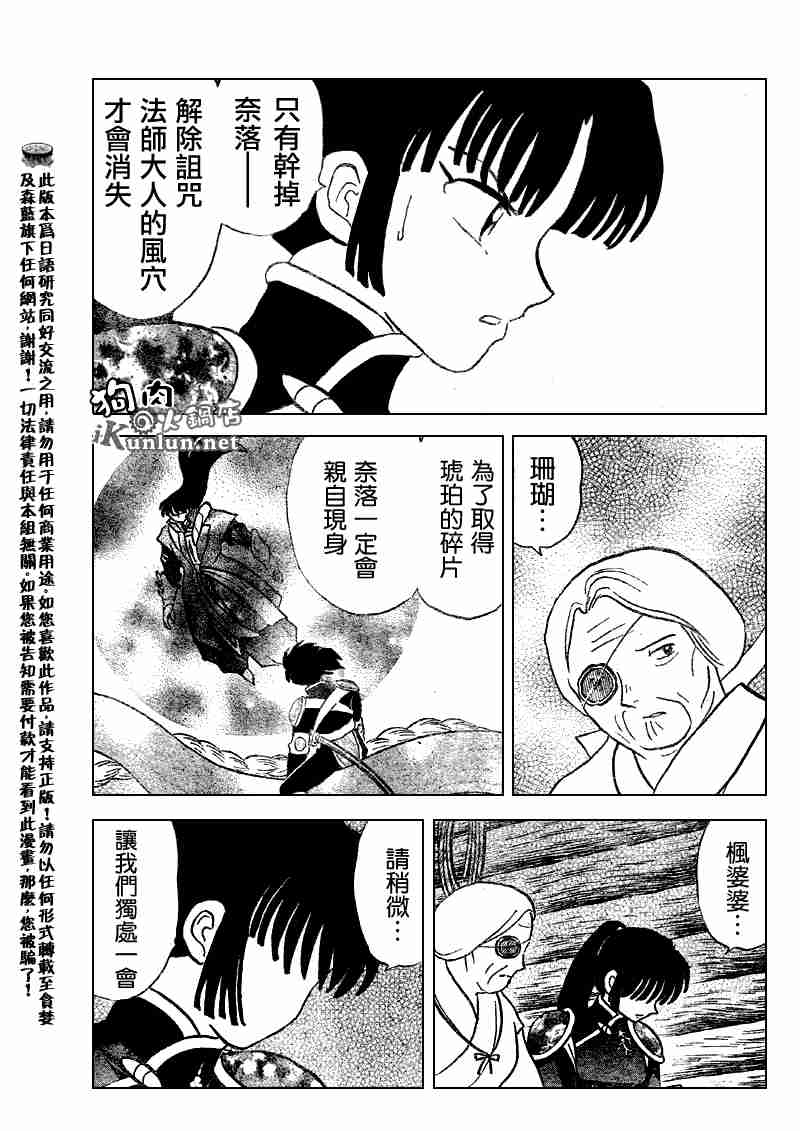 只有幹掉
奈落——
解除詛咒
法師大人的風穴
才會消失
珊瑚…
為了取得
琥珀的碎片
奈落一定會
親自現身
楓婆婆…
請稍微…
讓我們獨處一會
狗肉
火鍋店
iKunlun.net
此版本爲日語研究同好交流之用，請勿用于任何商業用途。如您喜歡此作品，請支持正版！請勿以任何形式轉載至貪婪
及森藍旗下任何網站，謝謝！一切法律責任與本組無關。如果您被告知需要付款才能看到此漫畫，那麽，您被騙了！